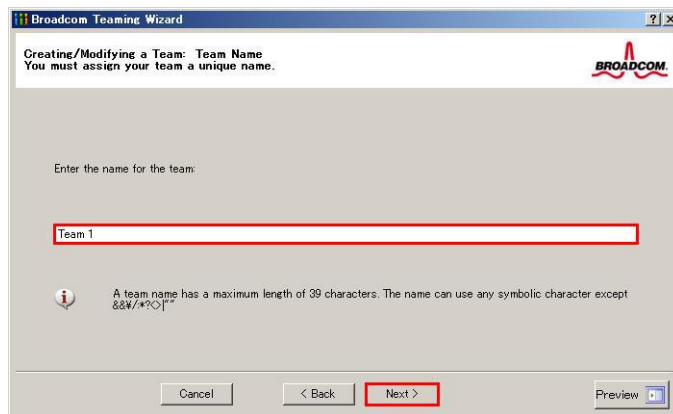 Broadcom Teaming Wizard
Creating/Modifying a Team: Team Name
You must assign your team a unique name.
BROADCOM.
Enter the name for the team:
Team 1
A team name has a maximum length of 39 characters. The name can use any symbolic character except
&&¥/:*?<>|""
Cancel
< Back
Next >
Preview